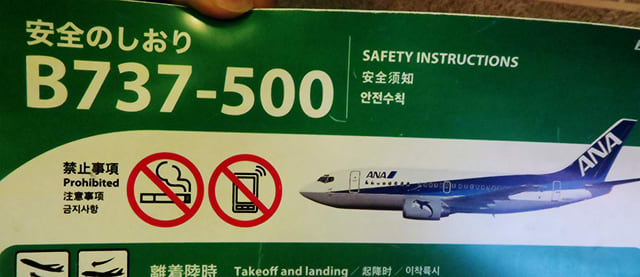 安全のしおり
B737-500
SAFETY INSTRUCTIONS
安全须知
안전수칙
禁止事項
Prohibited
注意事項
금지사항
ANA
ANA
離着陸時 Takeoff and landing / 起降时 / 이착륙시